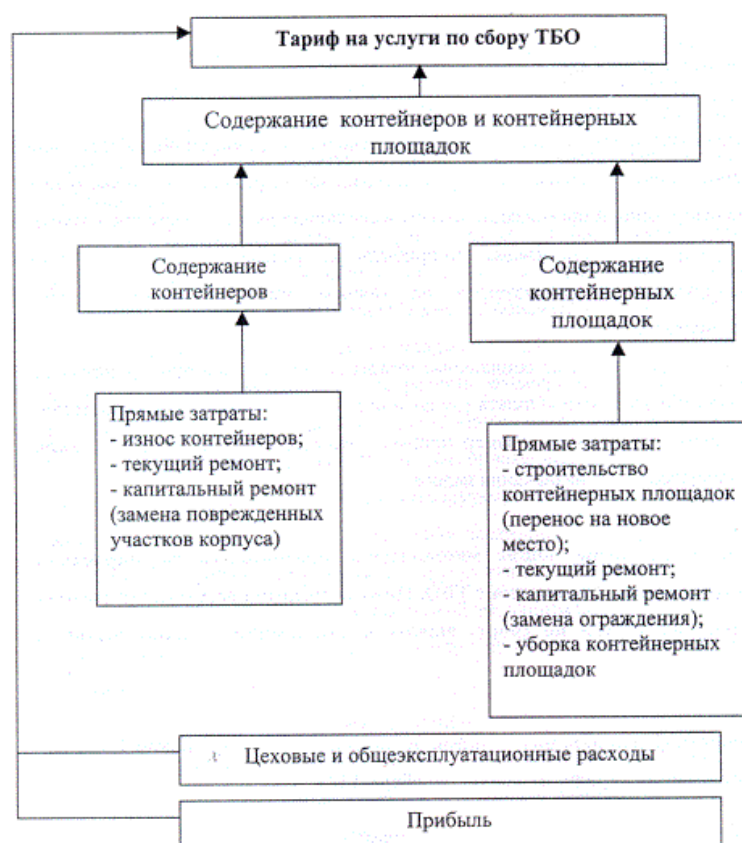 Тариф на услуги по сбору ТБО
Содержание контейнеров и контейнерных
площадок
Содержание
контейнеров
Содержание
контейнерных
площадок
Прямые затраты:
- износ контейнеров;
- текущий ремонт;
- капитальный ремонт
(замена поврежденных
участков корпуса)
Прямые затраты:
- строительство
контейнерных площадок
(перенос на новое
место);
- текущий ремонт;
- капитальный ремонт
(замена ограждения);
- уборка контейнерных
площадок
Цеховые и общеэксплуатационные расходы
Прибыль